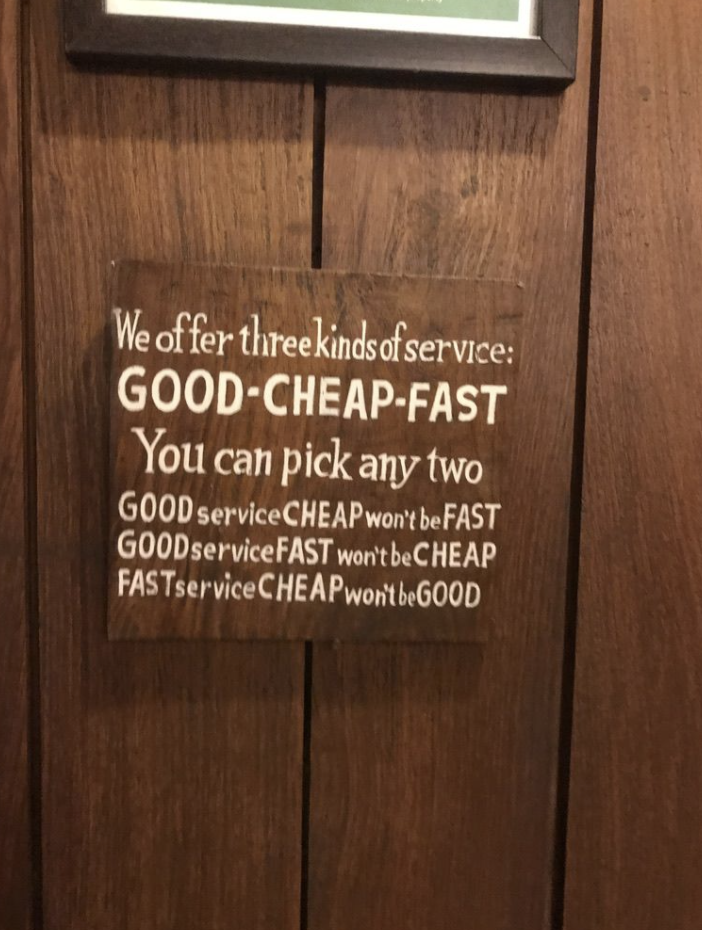 We offer three kinds of service:
GOOD-CHEAP-FAST
You can pick any two
GOOD service CHEAP won't be FAST
GOOD service FAST won't be CHEAP
FAST service CHEAP won't be GOOD